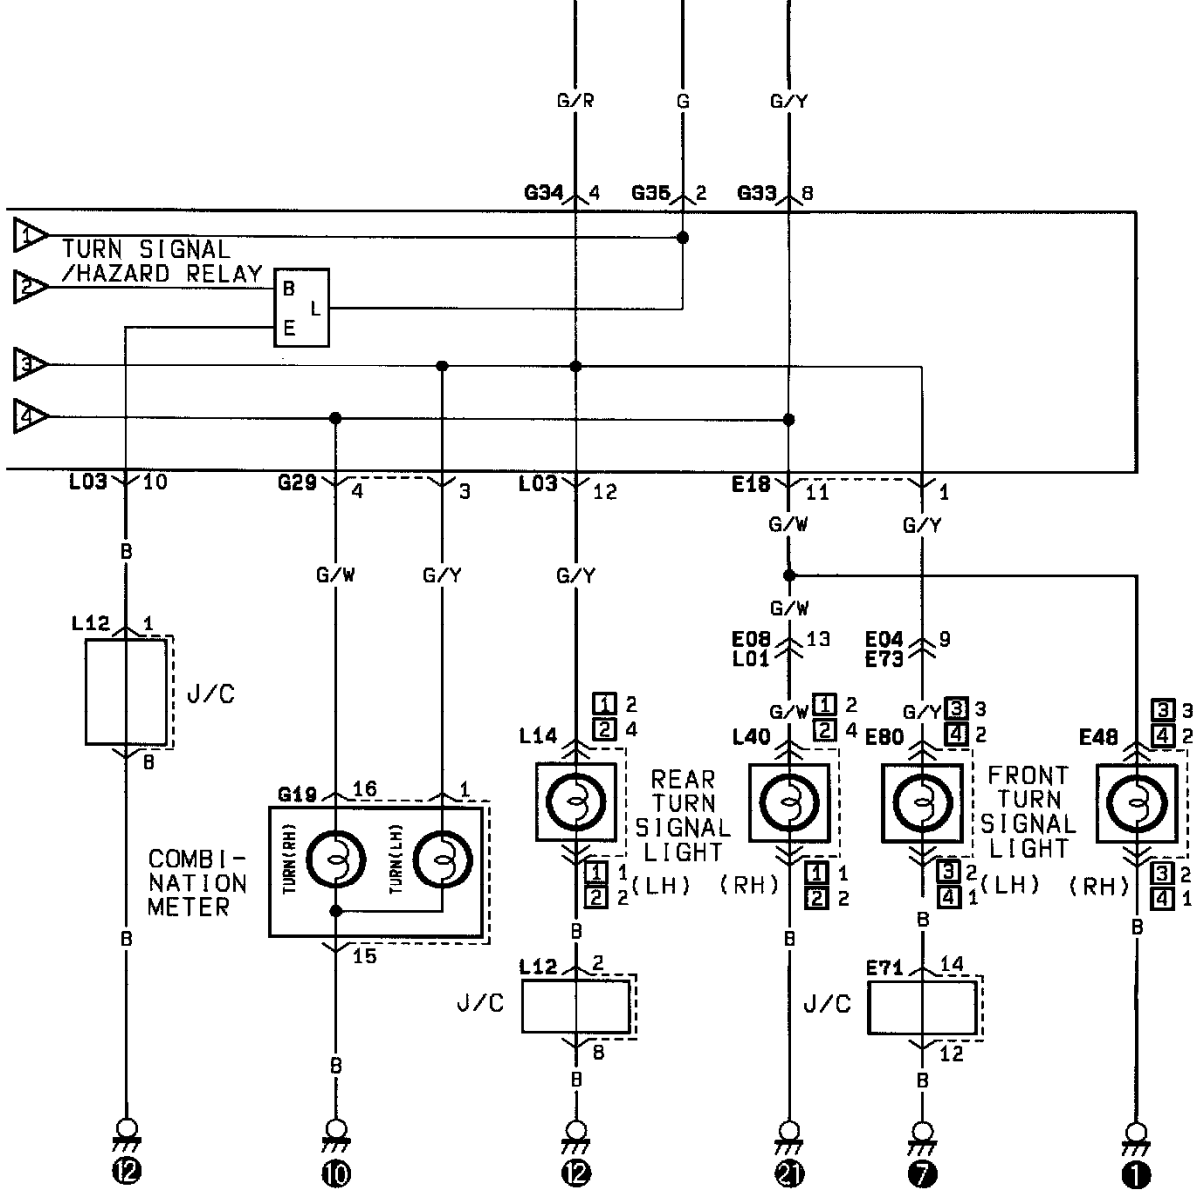 G/R G G/Y
G34 4 G35 2 G33 8
1
TURN SIGNAL
/HAZARD RELAY
2
B
L
E
3
4
L03 10 G29 4 3 L03 12 E18 11 1
G/W G/Y
B
G/W G/Y G/Y
G/W
L12 1
E08 13 E04 9
L01 E73
J/C
1 2
2 4
G/W 1 2
2 4
G/Y 3 3
4 2
3 3
4 2
L14 L40 E80 E48
8
G19 16 1
REAR
TURN
SIGNAL
LIGHT
FRONT
TURN
SIGNAL
LIGHT
TURN(RH) TURN(LH)
COMBI-
NATION
METER
1 1
2 2
(LH) (RH)
1 1
2 2
3 2
4 1
(LH) (RH)
3 2
4 1
B B B B B
15
L12 2 E71 14
J/C J/C
8 12
B B B
12 10 12 21 7 1